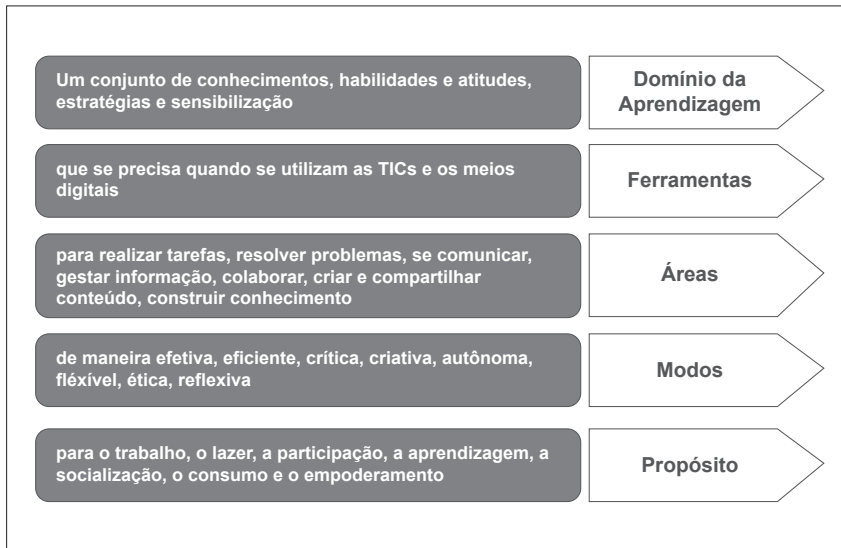 Um conjunto de conhecimentos, habilidades e atitudes,
estratégias e sensibilização
Domínio da
Aprendizagem
que se precisa quando se utilizam as TICs e os meios
digitais
Ferramentas
para realizar tarefas, resolver problemas, se comunicar,
gestar informação, colaborar, criar e compartilhar
conteúdo, construir conhecimento
Áreas
de maneira efetiva, eficiente, crítica, criativa, autônoma,
fléxível, ética, reflexiva
Modos
para o trabalho, o lazer, a participação, a aprendizagem, a
socialização, o consumo e o empoderamento
Propósito